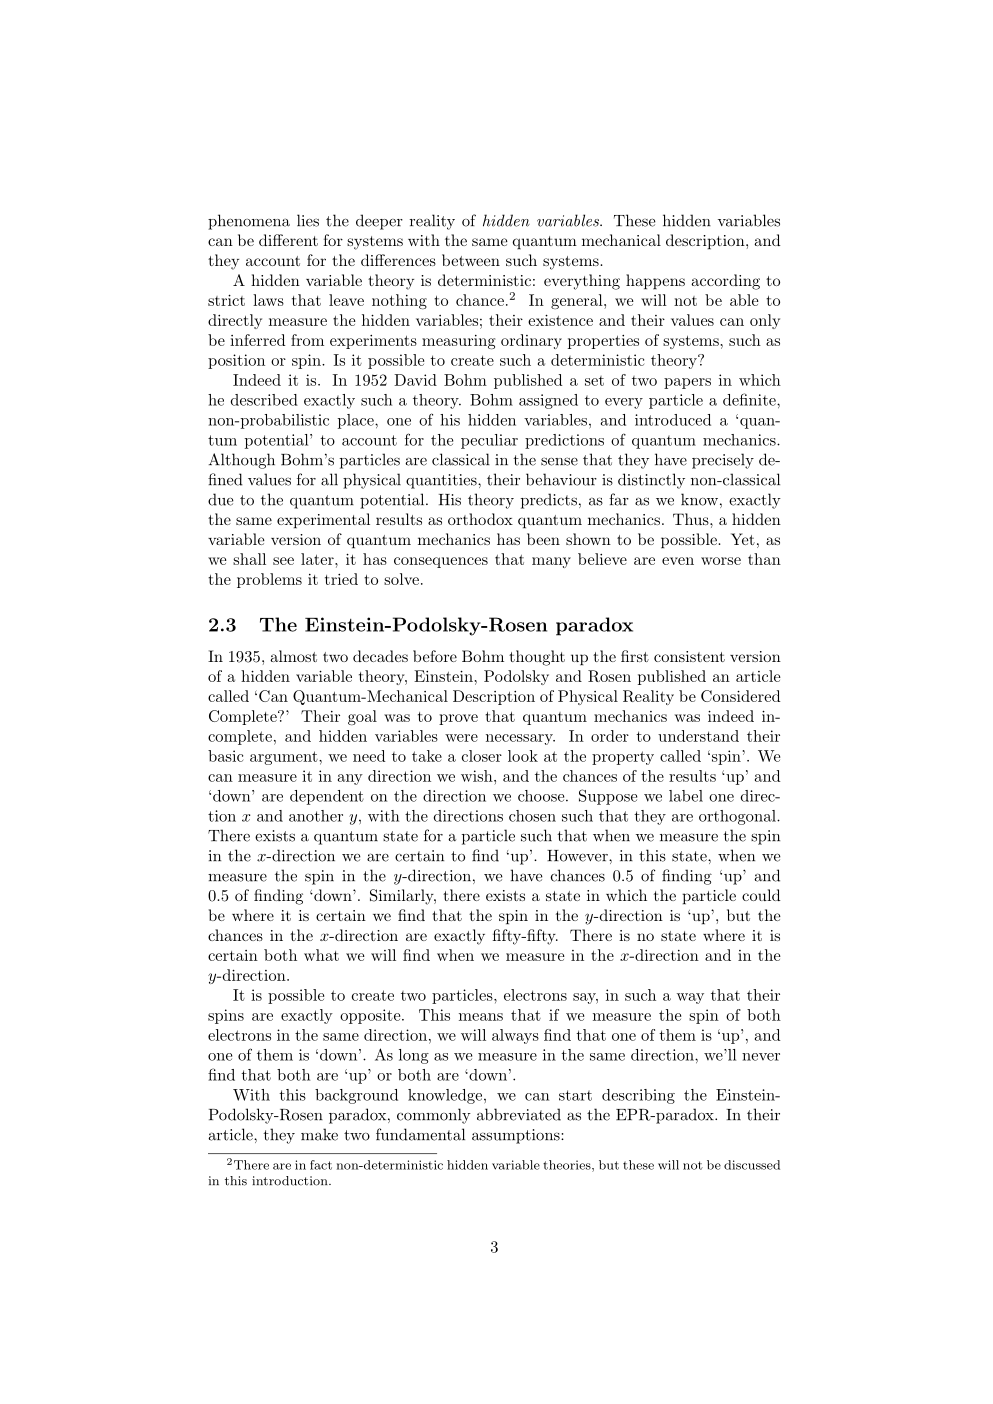 phenomena lies the deeper reality of hidden variables. These hidden variables
can be different for systems with the same quantum mechanical description, and
they account for the differences between such systems.
A hidden variable theory is deterministic: everything happens according to
strict laws that leave nothing to chance.² In general, we will not be able to
directly measure the hidden variables; their existence and their values can only
be inferred from experiments measuring ordinary properties of systems, such as
position or spin. Is it possible to create such a deterministic theory?
Indeed it is. In 1952 David Bohm published a set of two papers in which
he described exactly such a theory. Bohm assigned to every particle a definite,
non-probabilistic place, one of his hidden variables, and introduced a ‘quan-
tum potential’ to account for the peculiar predictions of quantum mechanics.
Although Bohm’s particles are classical in the sense that they have precisely de-
fined values for all physical quantities, their behaviour is distinctly non-classical
due to the quantum potential. His theory predicts, as far as we know, exactly
the same experimental results as orthodox quantum mechanics. Thus, a hidden
variable version of quantum mechanics has been shown to be possible. Yet, as
we shall see later, it has consequences that many believe are even worse than
the problems it tried to solve.
2.3 The Einstein-Podolsky-Rosen paradox
In 1935, almost two decades before Bohm thought up the first consistent version
of a hidden variable theory, Einstein, Podolsky and Rosen published an article
called ‘Can Quantum-Mechanical Description of Physical Reality be Considered
Complete?’ Their goal was to prove that quantum mechanics was indeed in-
complete, and hidden variables were necessary. In order to understand their
basic argument, we need to take a closer look at the property called ‘spin’. We
can measure it in any direction we wish, and the chances of the results ‘up’ and
‘down’ are dependent on the direction we choose. Suppose we label one direc-
tion x and another y, with the directions chosen such that they are orthogonal.
There exists a quantum state for a particle such that when we measure the spin
in the x-direction we are certain to find ‘up’. However, in this state, when we
measure the spin in the y-direction, we have chances 0.5 of finding ‘up’ and
0.5 of finding ‘down’. Similarly, there exists a state in which the particle could
be where it is certain we find that the spin in the y-direction is ‘up’, but the
chances in the x-direction are exactly fifty-fifty. There is no state where it is
certain both what we will find when we measure in the x-direction and in the
y-direction.
It is possible to create two particles, electrons say, in such a way that their
spins are exactly opposite. This means that if we measure the spin of both
electrons in the same direction, we will always find that one of them is ‘up’, and
one of them is ‘down’. As long as we measure in the same direction, we’ll never
find that both are ‘up’ or both are ‘down’.
With this background knowledge, we can start describing the Einstein-
Podolsky-Rosen paradox, commonly abbreviated as the EPR-paradox. In their
article, they make two fundamental assumptions:
²There are in fact non-deterministic hidden variable theories, but these will not be discussed
in this introduction.
3